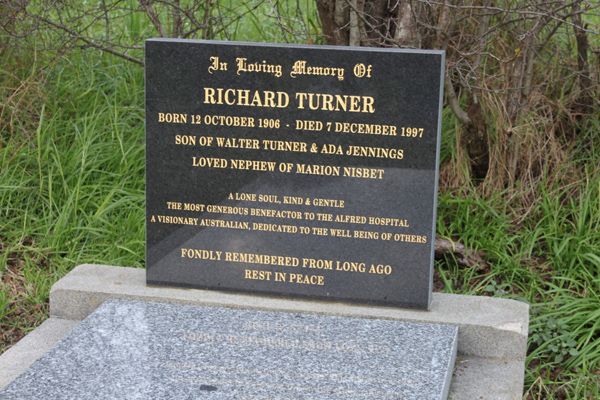 In Loving Memory Of
RICHARD TURNER
BORN 12 OCTOBER 1906 - DIED 7 DECEMBER 1997
SON OF WALTER TURNER & ADA JENNINGS
LOVED NEPHEW OF MARION NISBET
A LONE SOUL, KIND & GENTLE
THE MOST GENEROUS BENEFACTOR TO THE ALFRED HOSPITAL
A VISIONARY AUSTRALIAN, DEDICATED TO THE WELL BEING OF OTHERS
FONDLY REMEMBERED FROM LONG AGO
REST IN PEACE